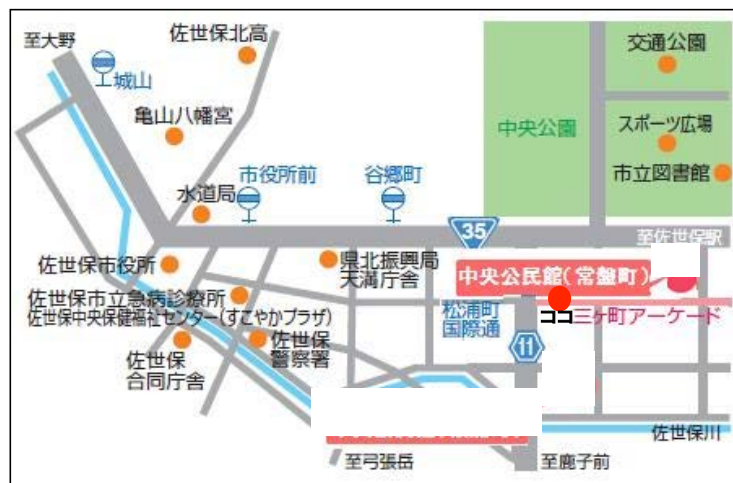 至大野
佐世保北高
城山
亀山八幡宮
交通公園
中央公園
スポーツ広場
市立図書館
市役所前
谷郷町
水道局
35
至佐世保駅
佐世保市役所
県北振興局
天満庁舎
中央公民館(常盤町)
佐世保市立急病診療所
佐世保中央保健福祉センター(すこやかプラザ)
松浦町
国際通
ココ
三ヶ町アーケード
佐世保
警察署
佐世保
合同庁舎
11
佐世保川
至弓張岳
至鹿子前